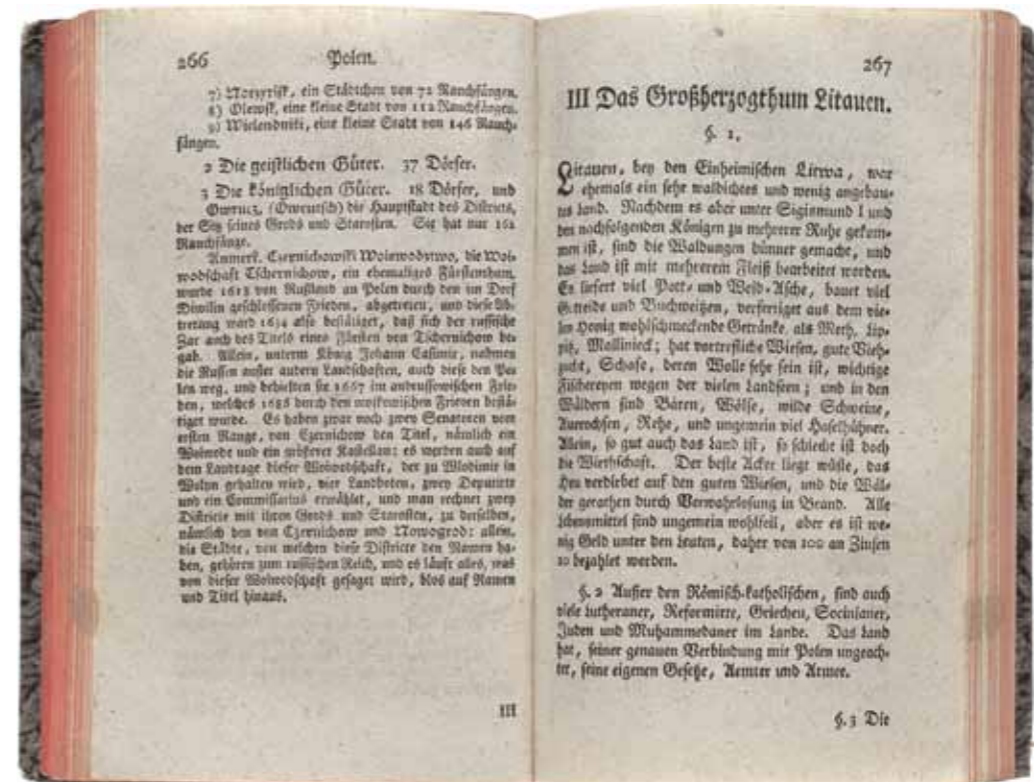 266 Polen.
7) Norzyrisk, ein Städtchen von 72 Rauchfängen.
8) Olewsk, eine kleine Stadt von 112 Rauchfängen.
9) Wielendniki, eine kleine Stadt von 146 Rauch-
fängen.
2 Die geistlichen Güter. 37 Dörfer.
3 Die königlichen Güter. 18 Dörfer, und
Owrucz, (Owrutsch) die Hauptstadt des Districts,
der Sitz seines Grods und Starosten. Sie hat nur 162
Rauchfänge.
Anmerk. Czernichowski Woiewodztwo, die Woi-
wodschaft Tschernichow, ein ehemaliges Fürstenthum,
wurde 1618 von Rußland an Polen durch den im Dorf
Diwilin geschlossenen Frieden, abgetreten, und diese Ab-
tretung ward 1634 also bestätiget, daß sich der russische
Zar auch des Titels eines Fürsten von Tschernichow be-
gab. Allein, unterm König Johann Casimir, nahmen
die Russen ausser andern Landschaften, auch diese den Po-
len weg, und behielten sie 1667 im andrussowischen Frie-
den, welches 1686 durch den Frieden bestä-
tiget wurde. Es haben zwar noch zwey Senatoren vom
ersten Range, von Czernichow den Titel, nämlich ein
Woiwode und ein größerer Kastellan; es werden auch auf
dem Landtage dieser Woiwodschaft, der zu Wlodimir in
Wolyn gehalten wird, vier Landboten, zwey Deputirte
und ein Commissarius erwählet, und man rechnet zwey
Districte mit ihren Grods und Starosten, zu derselben,
nämlich den von Czernichow und Nowogrod: allein,
die Städte, von welchen diese Districte den Namen ha-
ben, gehören zum russischen Reich, und es läuft alles, was
von dieser Woiwodschaft gesaget wird, blos auf Namen
und Titel hinaus.
III
267
III Das Großherzogthum Litauen.
§. 1.
Litauen, bey den Einheimischen Litwa, war
ehemals ein sehr waldichtes und wenig angebau-
tes Land. Nachdem es aber unter Sigismund I und
den nachfolgenden Königen zu mehrerer Ruhe gekom-
men ist, sind die Waldungen dünner gemacht, und
das Land ist mit mehrerem Fleiß bearbeitet worden.
Es liefert viel Pott- und Weid-Asche, bauet viel
Getreide und Buchweitzen, verfertiget aus dem vie-
len Honig wohlschmeckende Getränke, als Meth, Lip-
pitz, Mallinieck; hat vortrefliche Wiesen, gute Vieh-
zucht, Schafe, deren Wolle sehr fein ist, wichtige
Fischereyen wegen der vielen Landseen; und in den
Wäldern sind Bären, Wölfe, wilde Schweine,
Auerochsen, Rehe, und ungemein viel Haselhühner.
Allein, so gut auch das Land ist, so schlecht ist doch
die Wirthschaft. Der beste Acker liegt wüste, das
Heu verdirbet auf den guten Wiesen, und die Wäl-
der gerathen durch Verwahrlosung in Brand. Alle
Lebensmittel sind ungemein wohlfeil, aber es ist we-
nig Geld unter den Leuten, daher von 100 an Zinsen
10 bezahlet werden.
§. 2 Ausser den Römisch-katholischen, sind auch
viele Lutheraner, Reformirte, Griechen, Socinianer,
Juden und Muhammedaner im Lande. Das Land
hat, seiner genauen Verbindung mit Polen ungeach-
tet, seine eigenen Gesetze, Aemter und Armee.
§. 3 Die